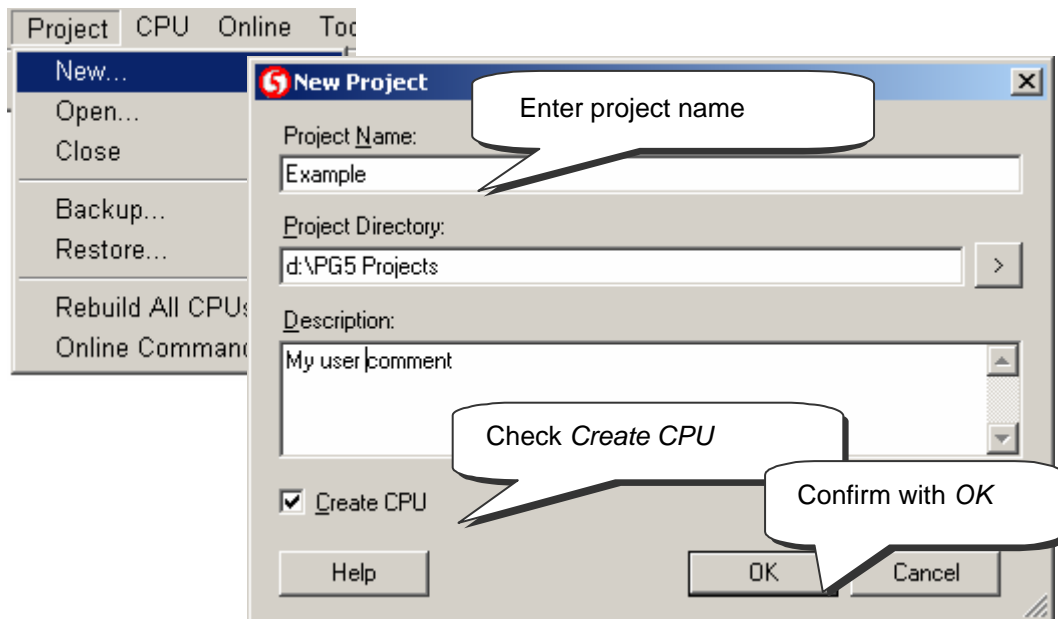 Project CPU Online Too
New...
Open...
Close
Backup...
Restore...
Rebuild All CPUs
Online Command
New Project
Enter project name
Project Name:
Example
Project Directory:
d:\PG5 Projects
>
Description:
My user comment
Check Create CPU
Create CPU
Confirm with OK
Help
OK
Cancel